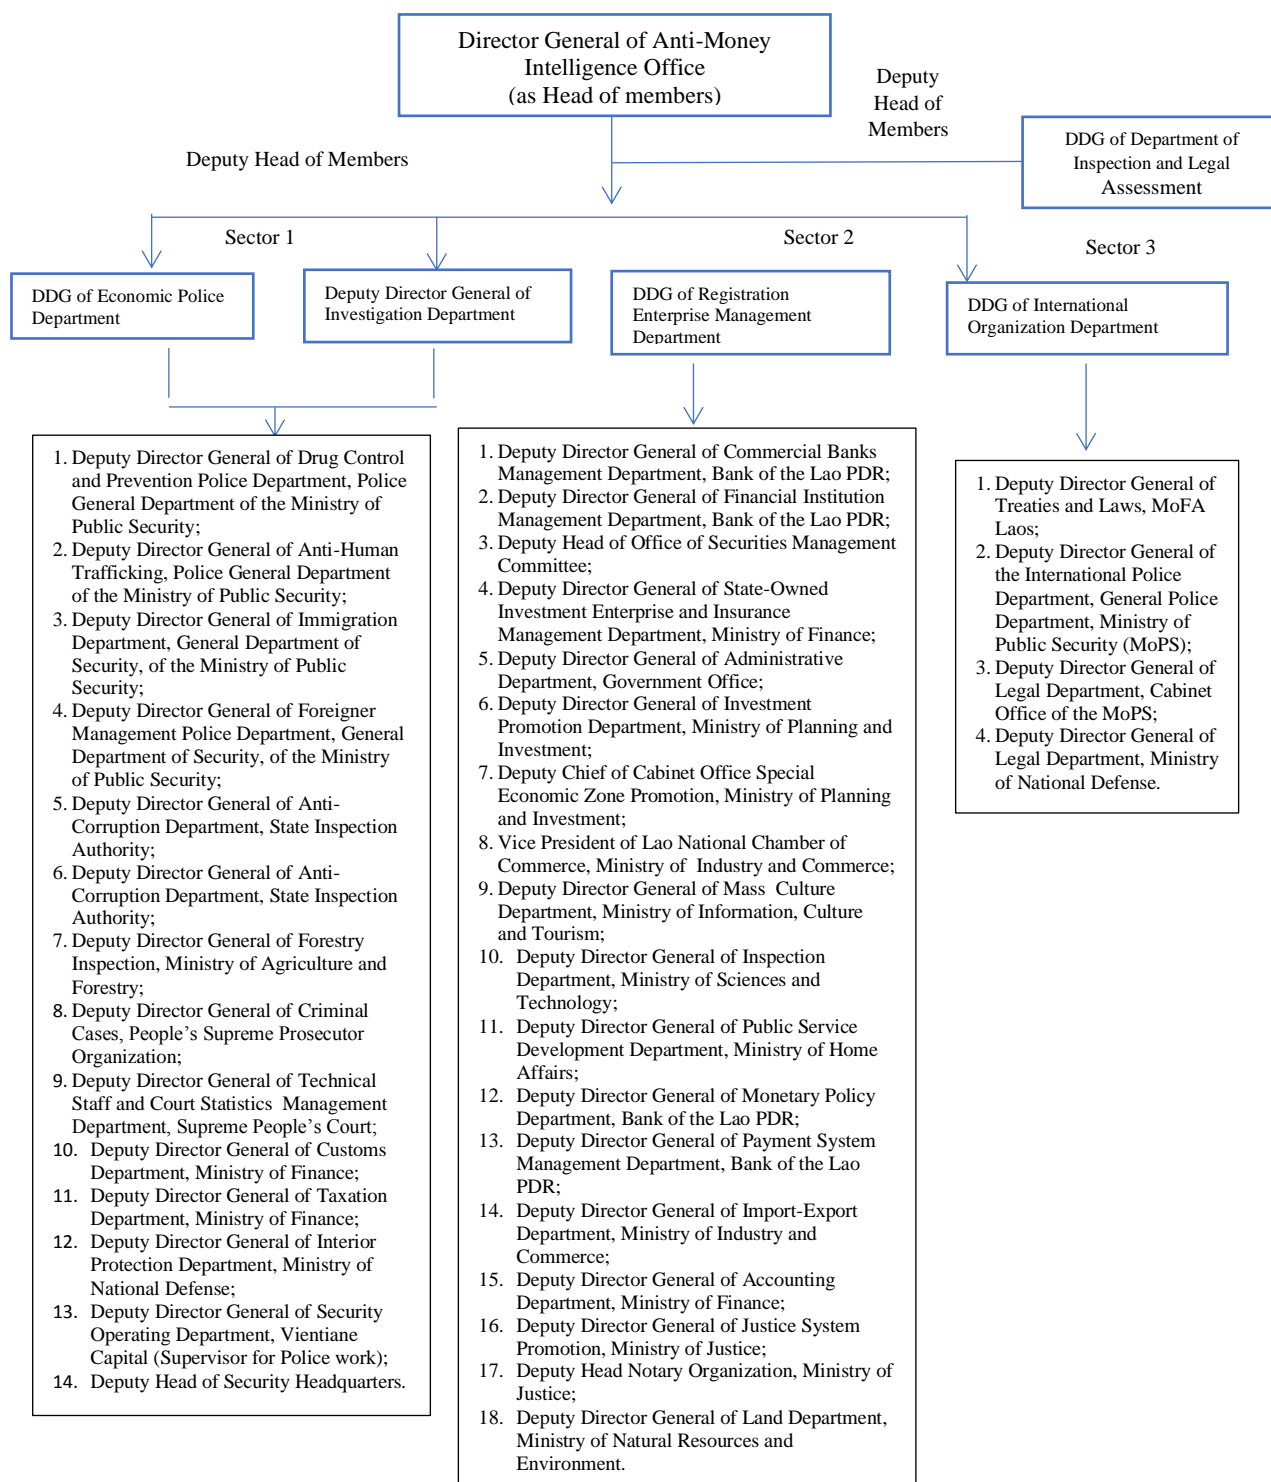 Director General of Anti-Money
Intelligence Office
(as Head of members)
Deputy
Head of
Members
Deputy Head of Members
DDG of Department of
Inspection and Legal
Assessment
Sector 1
Sector 2
Sector 3
DDG of Economic Police
Department
Deputy Director General of
Investigation Department
DDG of Registration
Enterprise Management
Department
DDG of International
Organization Department
1. Deputy Director General of Drug Control
and Prevention Police Department, Police
General Department of the Ministry of
Public Security;
2. Deputy Director General of Anti-Human
Trafficking, Police General Department
of the Ministry of Public Security;
3. Deputy Director General of Immigration
Department, General Department of
Security, of the Ministry of Public
Security;
4. Deputy Director General of Foreigner
Management Police Department, General
Department of Security, of the Ministry
of Public Security;
5. Deputy Director General of Anti-
Corruption Department, State Inspection
Authority;
6. Deputy Director General of Anti-
Corruption Department, State Inspection
Authority;
7. Deputy Director General of Forestry
Inspection, Ministry of Agriculture and
Forestry;
8. Deputy Director General of Criminal
Cases, People’s Supreme Prosecutor
Organization;
9. Deputy Director General of Technical
Staff and Court Statistics Management
Department, Supreme People’s Court;
10. Deputy Director General of Customs
Department, Ministry of Finance;
11. Deputy Director General of Taxation
Department, Ministry of Finance;
12. Deputy Director General of Interior
Protection Department, Ministry of
National Defense;
13. Deputy Director General of Security
Operating Department, Vientiane
Capital (Supervisor for Police work);
14. Deputy Head of Security Headquarters.
1. Deputy Director General of Commercial Banks
Management Department, Bank of the Lao PDR;
2. Deputy Director General of Financial Institution
Management Department, Bank of the Lao PDR;
3. Deputy Head of Office of Securities Management
Committee;
4. Deputy Director General of State-Owned
Investment Enterprise and Insurance
Management Department, Ministry of Finance;
5. Deputy Director General of Administrative
Department, Government Office;
6. Deputy Director General of Investment
Promotion Department, Ministry of Planning and
Investment;
7. Deputy Chief of Cabinet Office Special
Economic Zone Promotion, Ministry of Planning
and Investment;
8. Vice President of Lao National Chamber of
Commerce, Ministry of Industry and Commerce;
9. Deputy Director General of Mass Culture
Department, Ministry of Information, Culture
and Tourism;
10. Deputy Director General of Inspection
Department, Ministry of Sciences and
Technology;
11. Deputy Director General of Public Service
Development Department, Ministry of Home
Affairs;
12. Deputy Director General of Monetary Policy
Department, Bank of the Lao PDR;
13. Deputy Director General of Payment System
Management Department, Bank of the Lao
PDR;
14. Deputy Director General of Import-Export
Department, Ministry of Industry and
Commerce;
15. Deputy Director General of Accounting
Department, Ministry of Finance;
16. Deputy Director General of Justice System
Promotion, Ministry of Justice;
17. Deputy Head Notary Organization, Ministry of
Justice;
18. Deputy Director General of Land Department,
Ministry of Natural Resources and
Environment.
1. Deputy Director General of
Treaties and Laws, MoFA
Laos;
2. Deputy Director General of
the International Police
Department, General Police
Department, Ministry of
Public Security (MoPS);
3. Deputy Director General of
Legal Department, Cabinet
Office of the MoPS;
4. Deputy Director General of
Legal Department, Ministry
of National Defense.